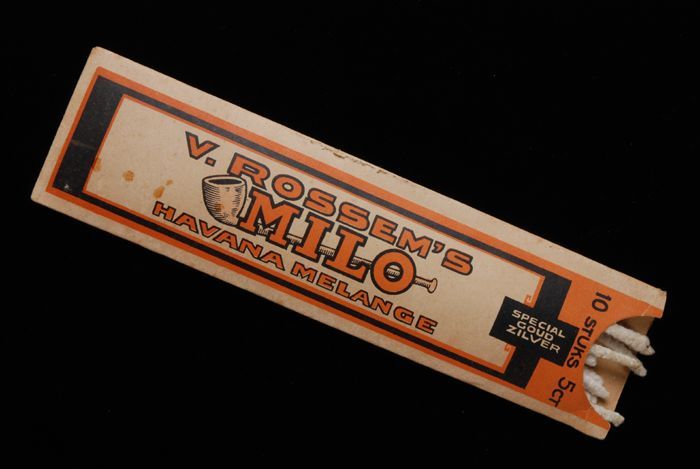 V. ROSSEM'S
MILO
HAVANA MELANGE
SPECIAL
GOUD
ZILVER
10 STUKS 5CT